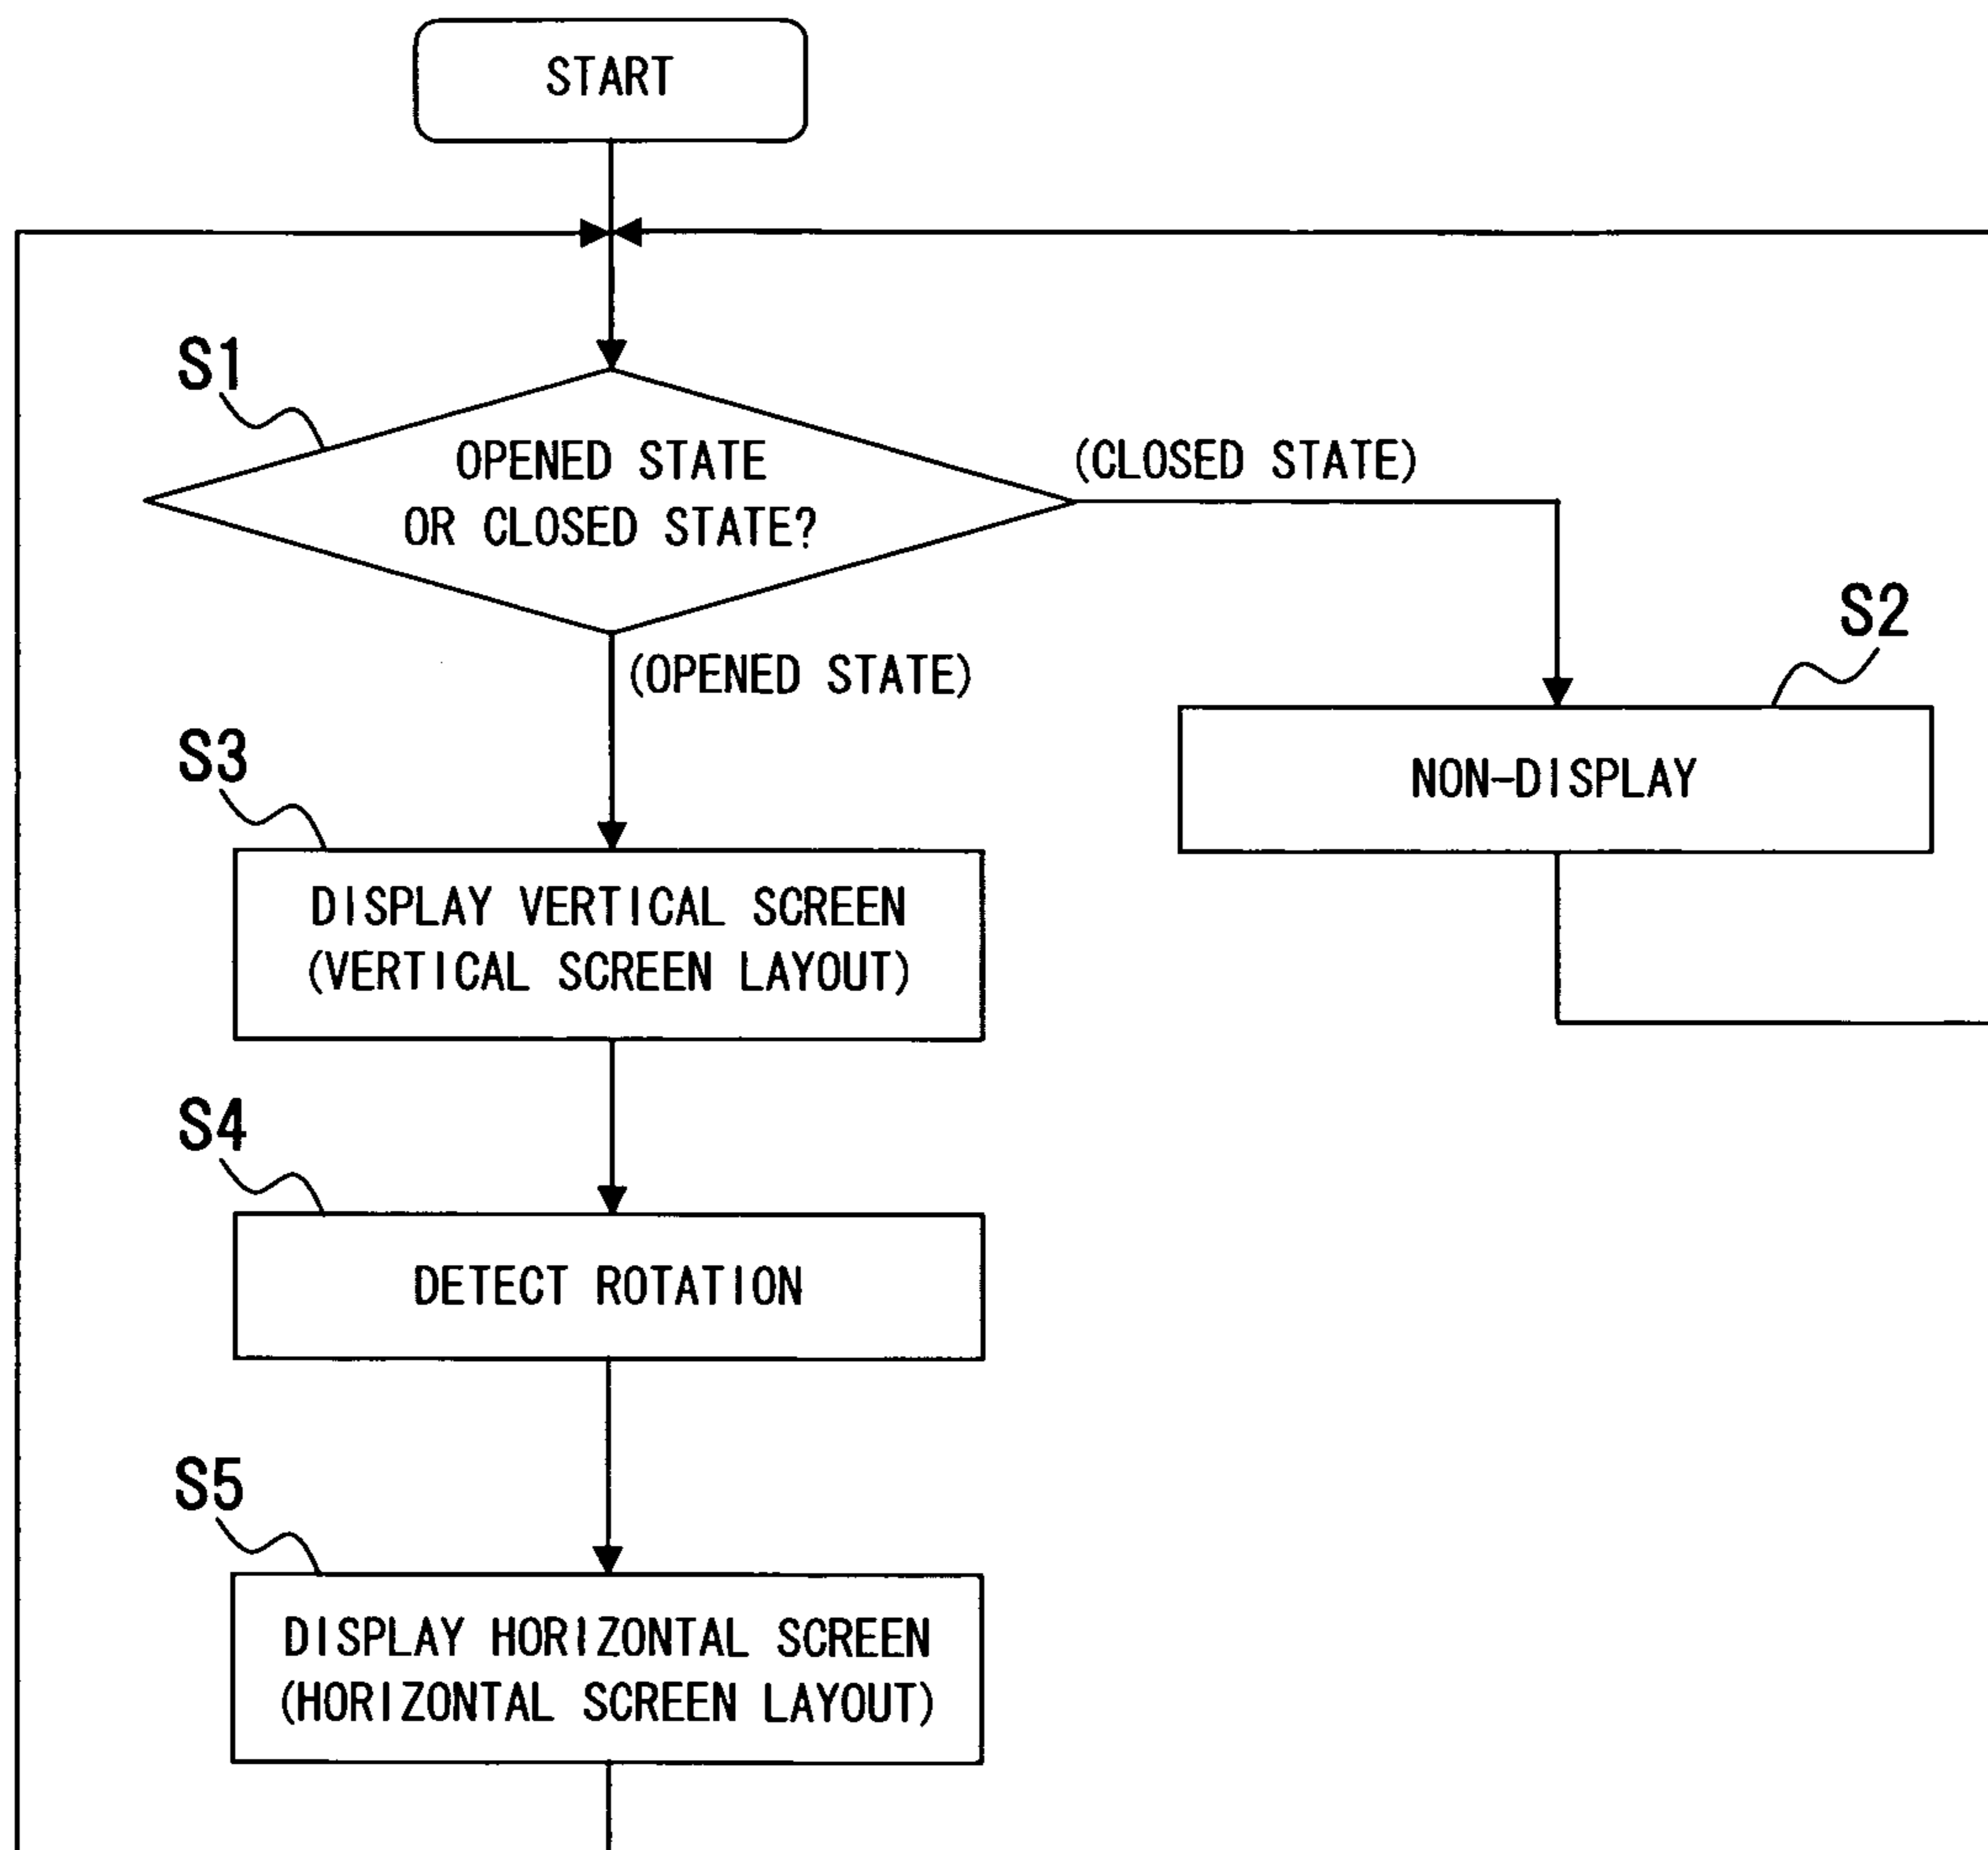 START
S1
OPENED STATE
OR CLOSED STATE?
(CLOSED STATE)
(OPENED STATE)
S2
NON-DISPLAY
S3
DISPLAY VERTICAL SCREEN
(VERTICAL SCREEN LAYOUT)
S4
DETECT ROTATION
S5
DISPLAY HORIZONTAL SCREEN
(HORIZONTAL SCREEN LAYOUT)